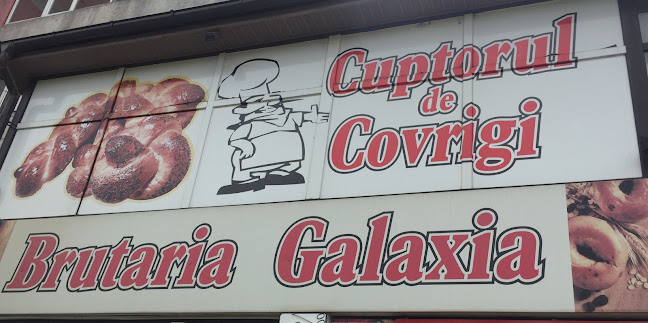 Cuptorul
de
Covrigi
Brutaria Galaxia